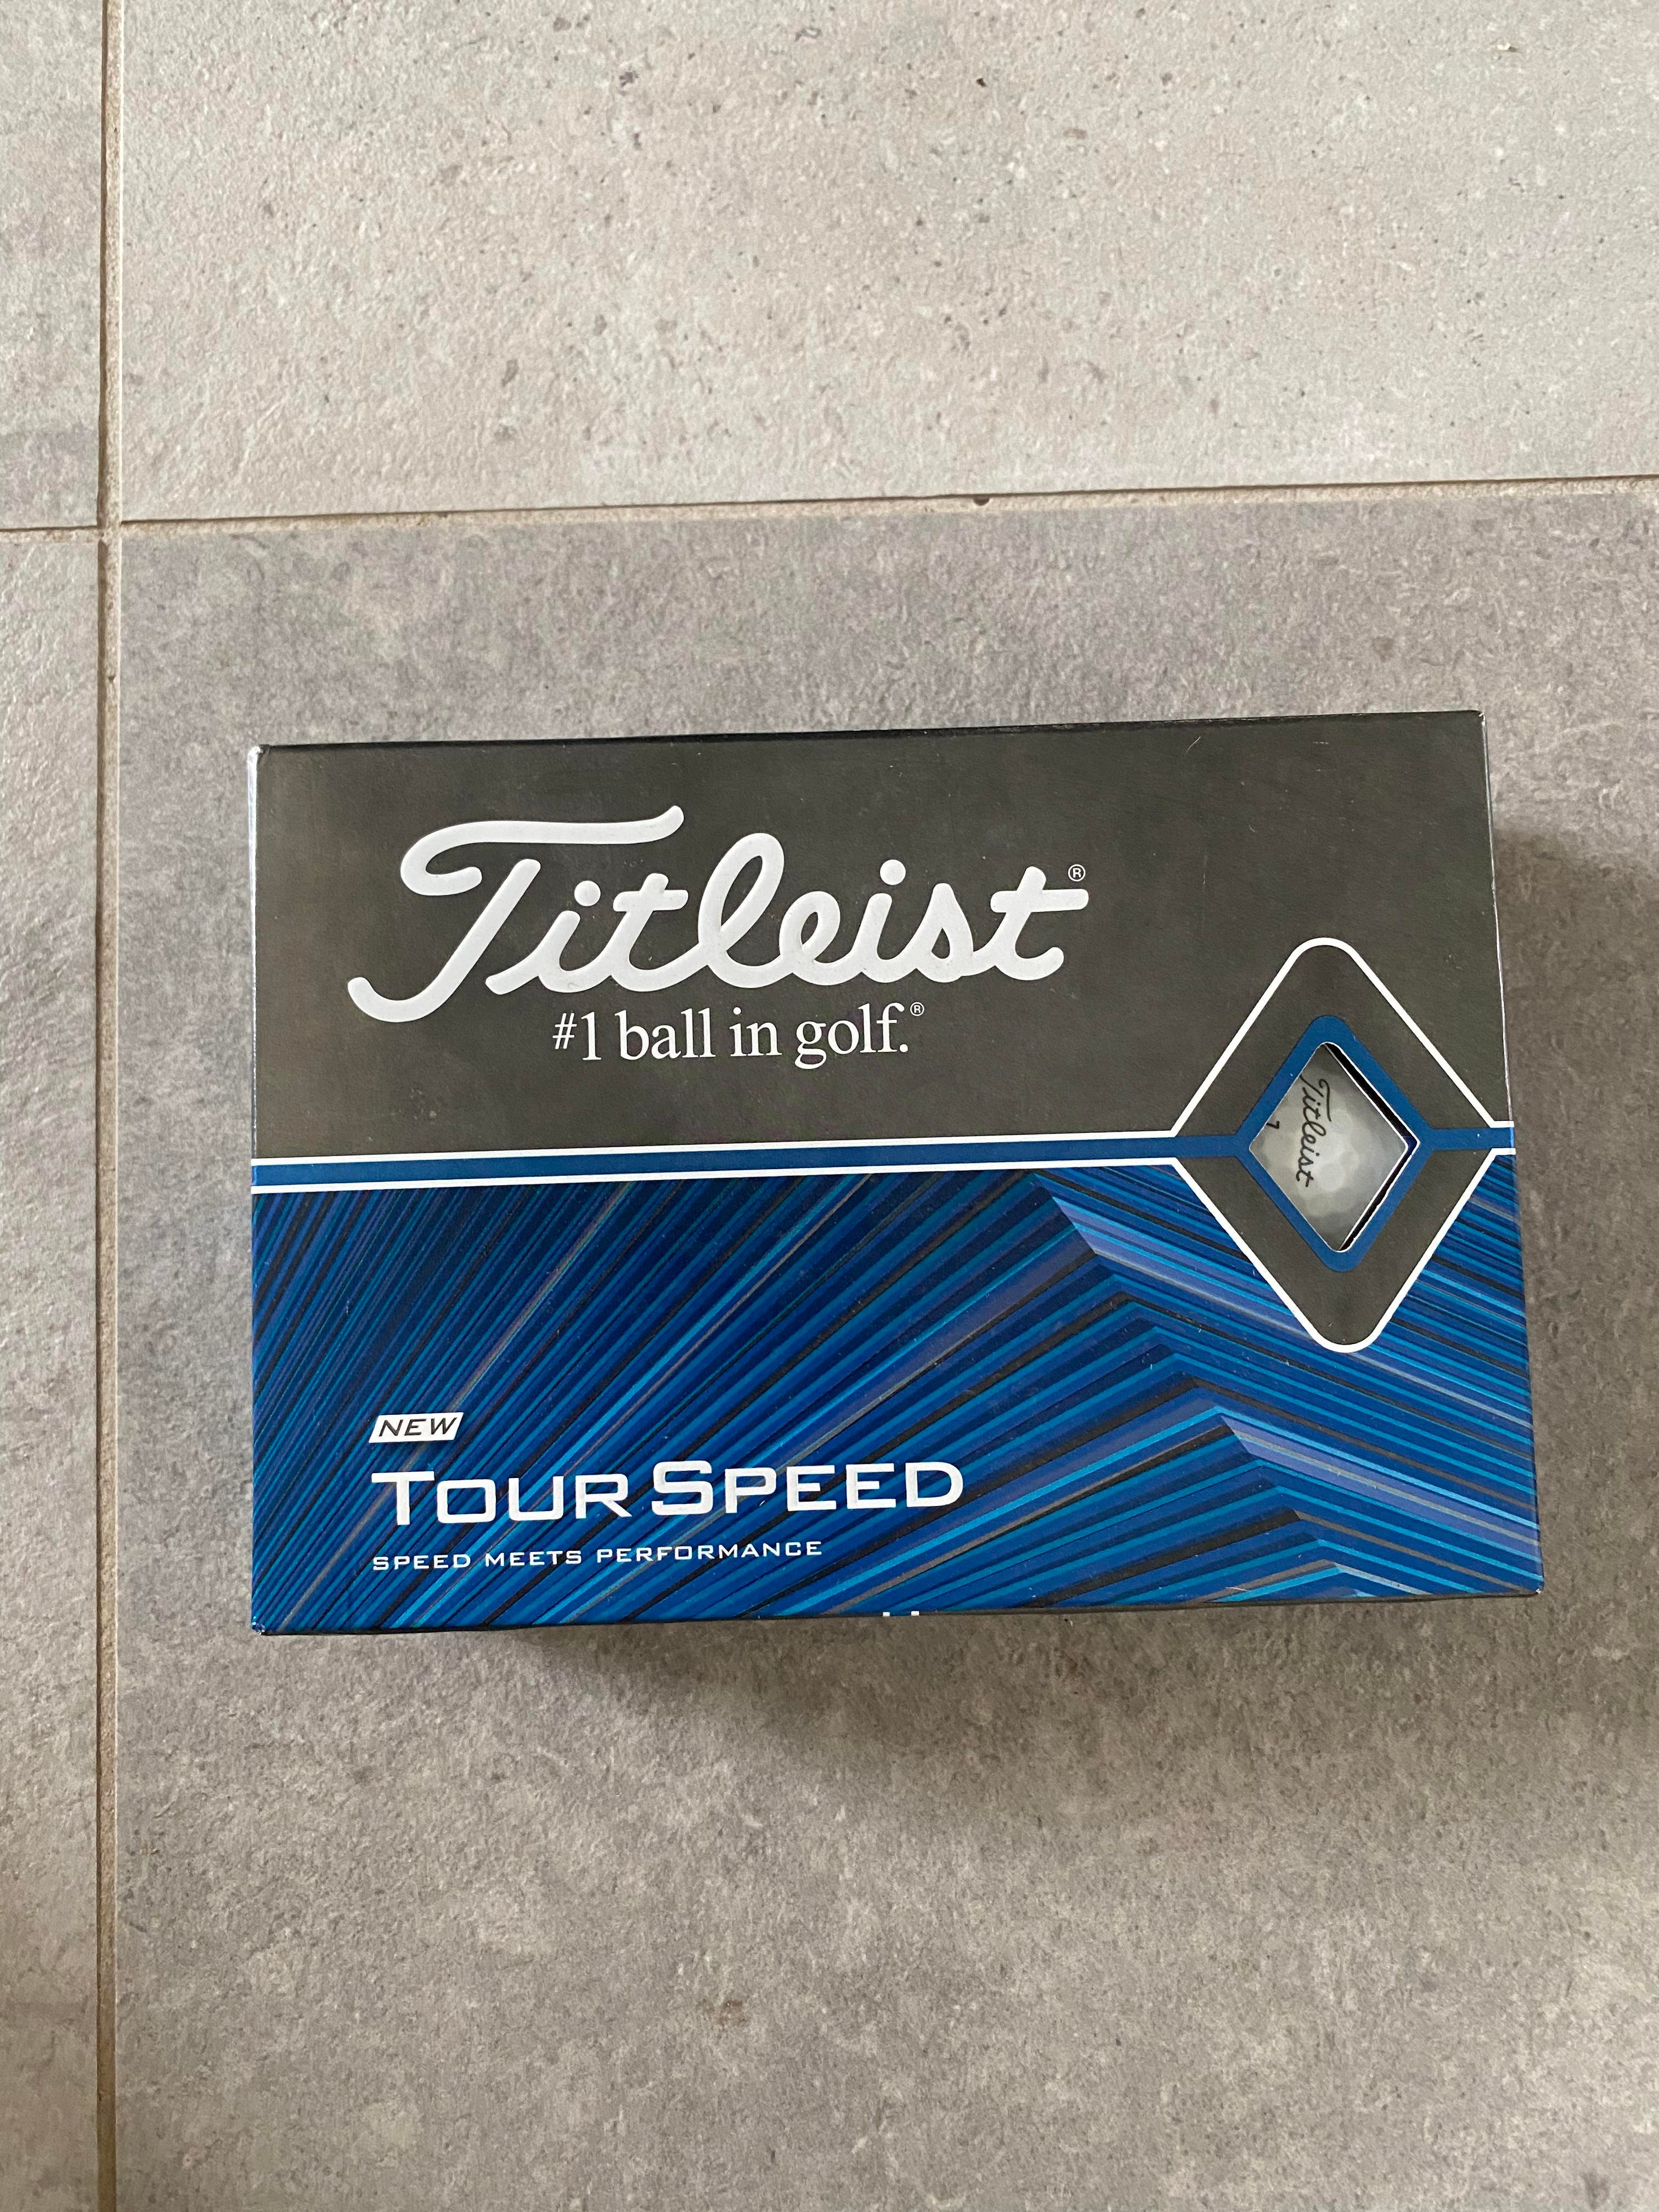 Titleist®
#1 ball in golf.®
Titleist
1
NEW
TOUR SPEED
SPEED MEETS PERFORMANCE